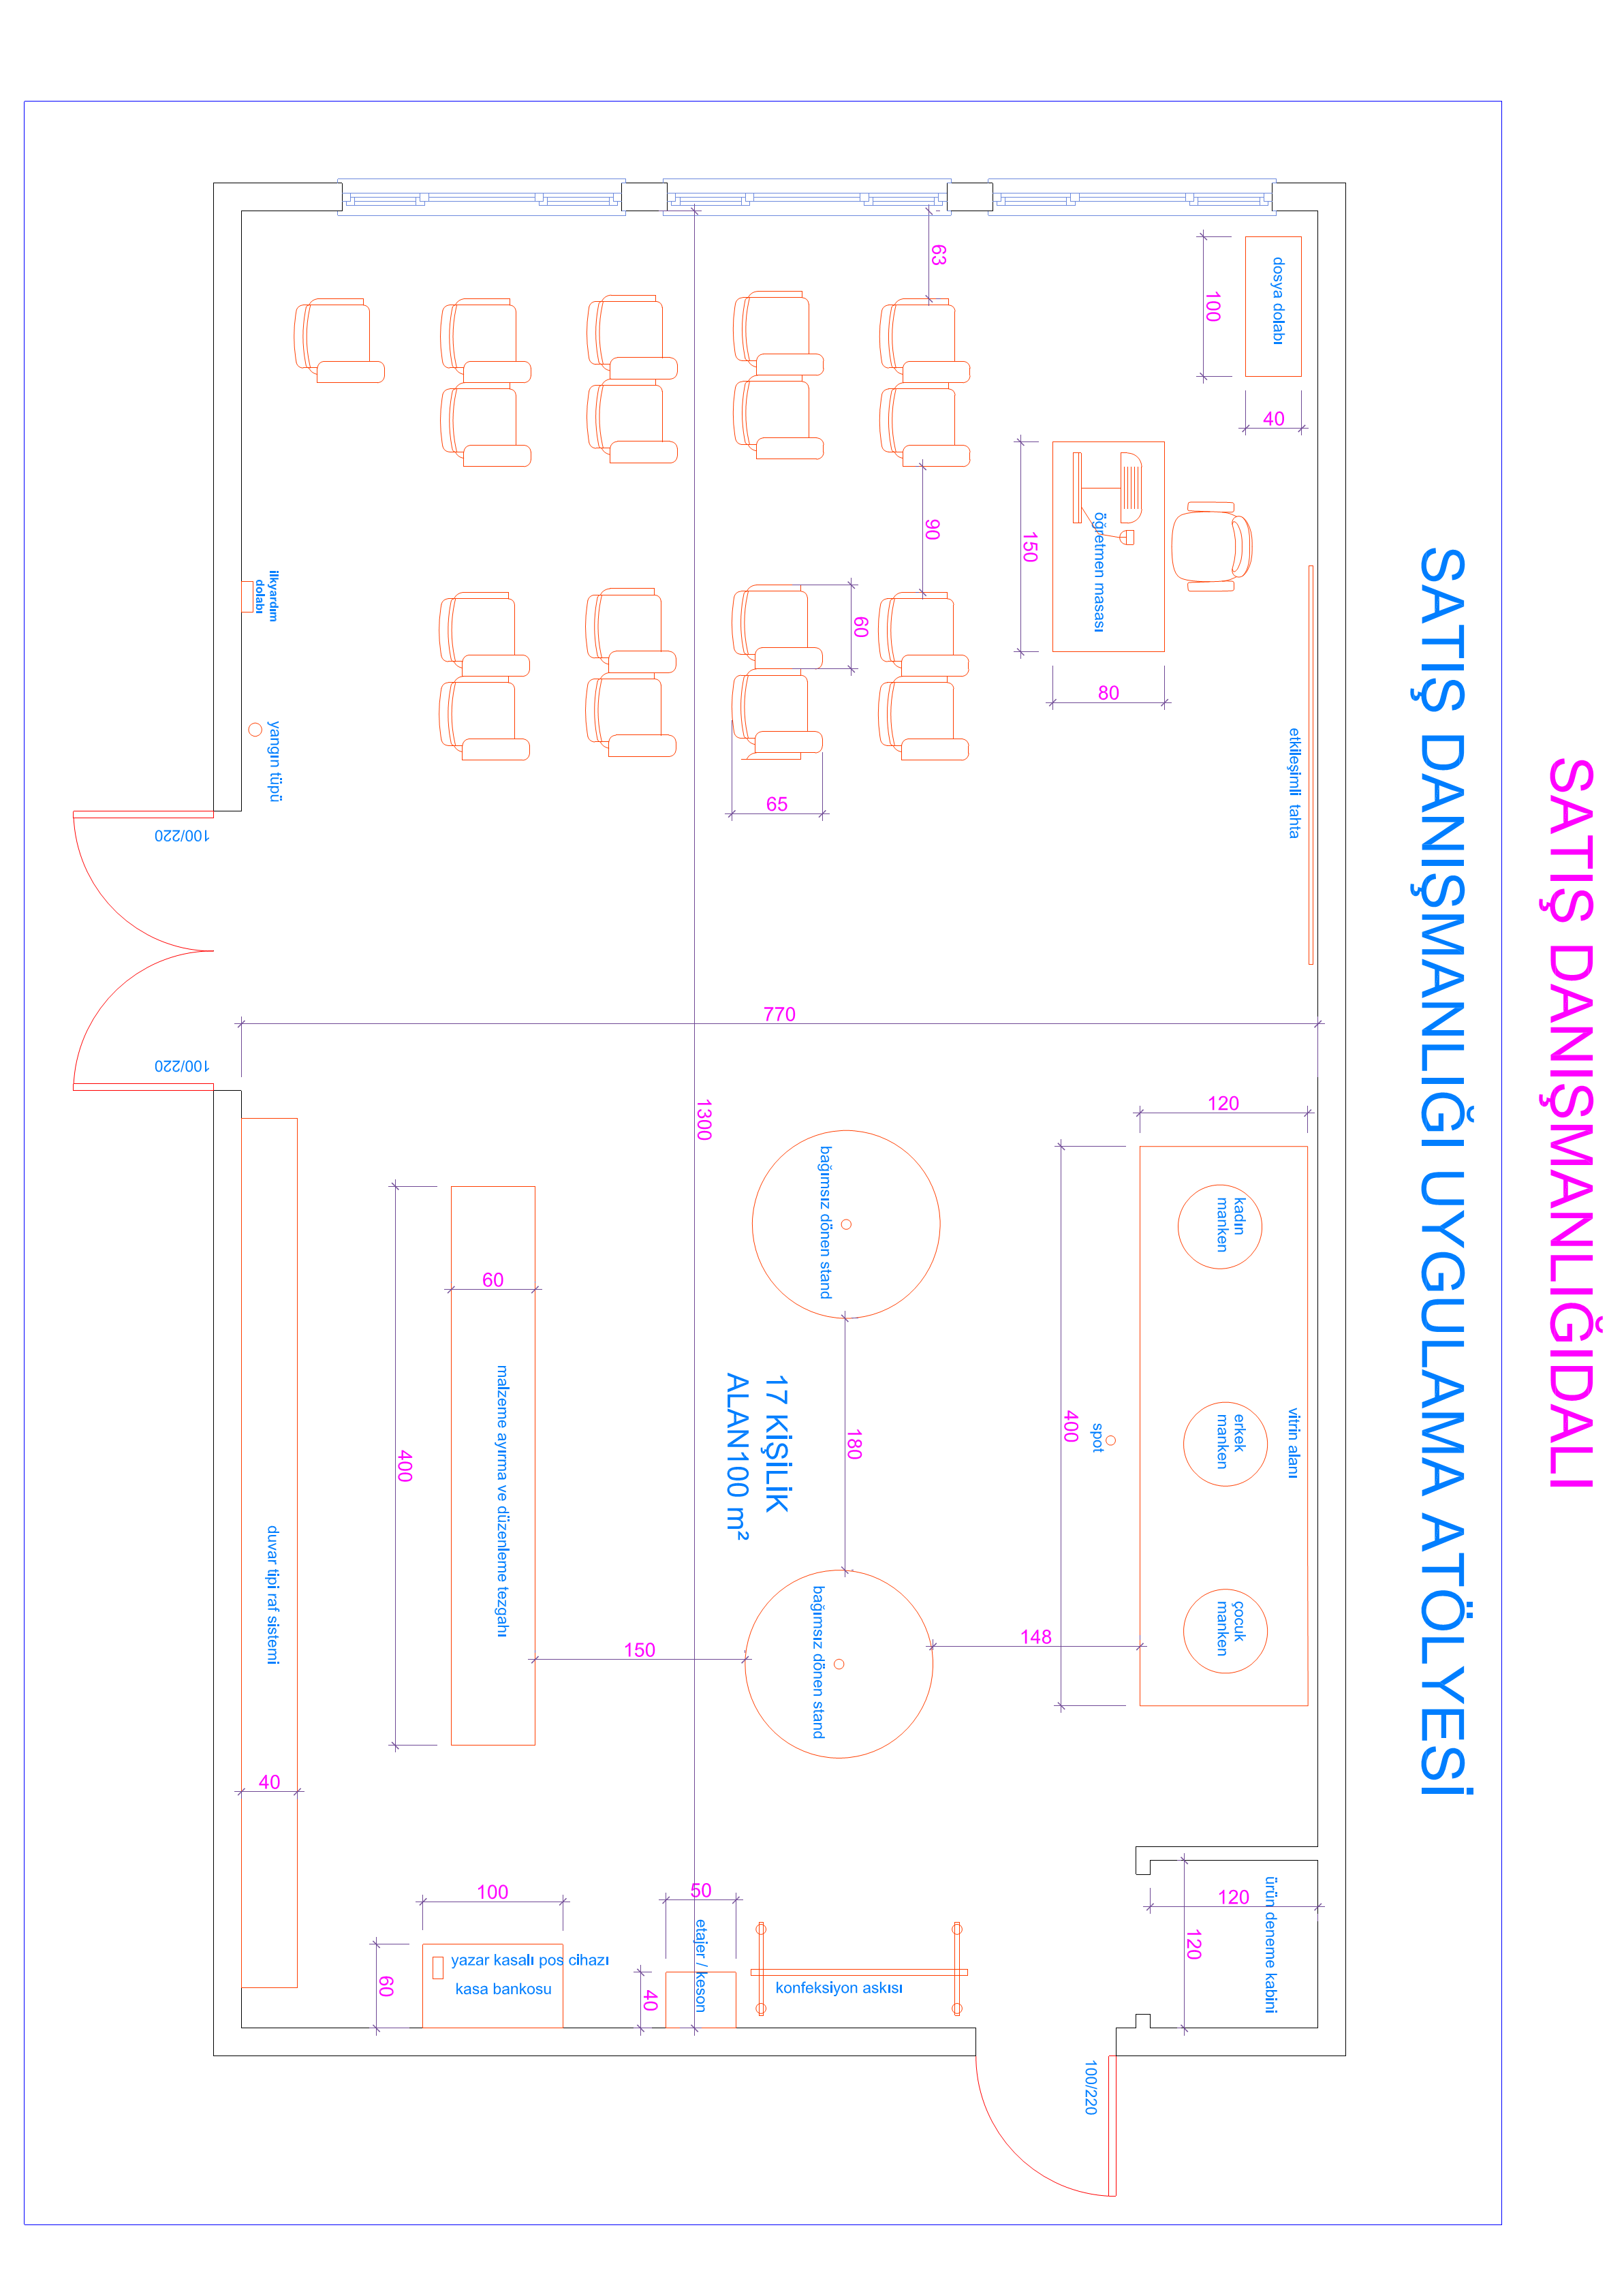 SATIŞ DANIŞMANLIĞIDALI
SATIŞ DANIŞMANLIĞI UYGULAMA ATÖLYESİ
dosya dolabı
100
40
63
öğretmen masası
150
80
90
60
65
etkileşimli tahta
ilkyardım
dolabı
yangın tüpü
100/220
100/220
770
1300
120
400
vitrin alanı
kadın
manken
erkek
manken
çocuk
manken
spot
bağımsız dönen stand
180
bağımsız dönen stand
148
150
17 KİŞİLİK
ALAN100 m²
60
400
malzeme ayırma ve düzenleme tezgahı
duvar tipi raf sistemi
40
100
60
yazar kasalı pos cihazı
kasa bankosu
50
40
etajer / keson
konfeksiyon askısı
ürün deneme kabini
120
120
100/220